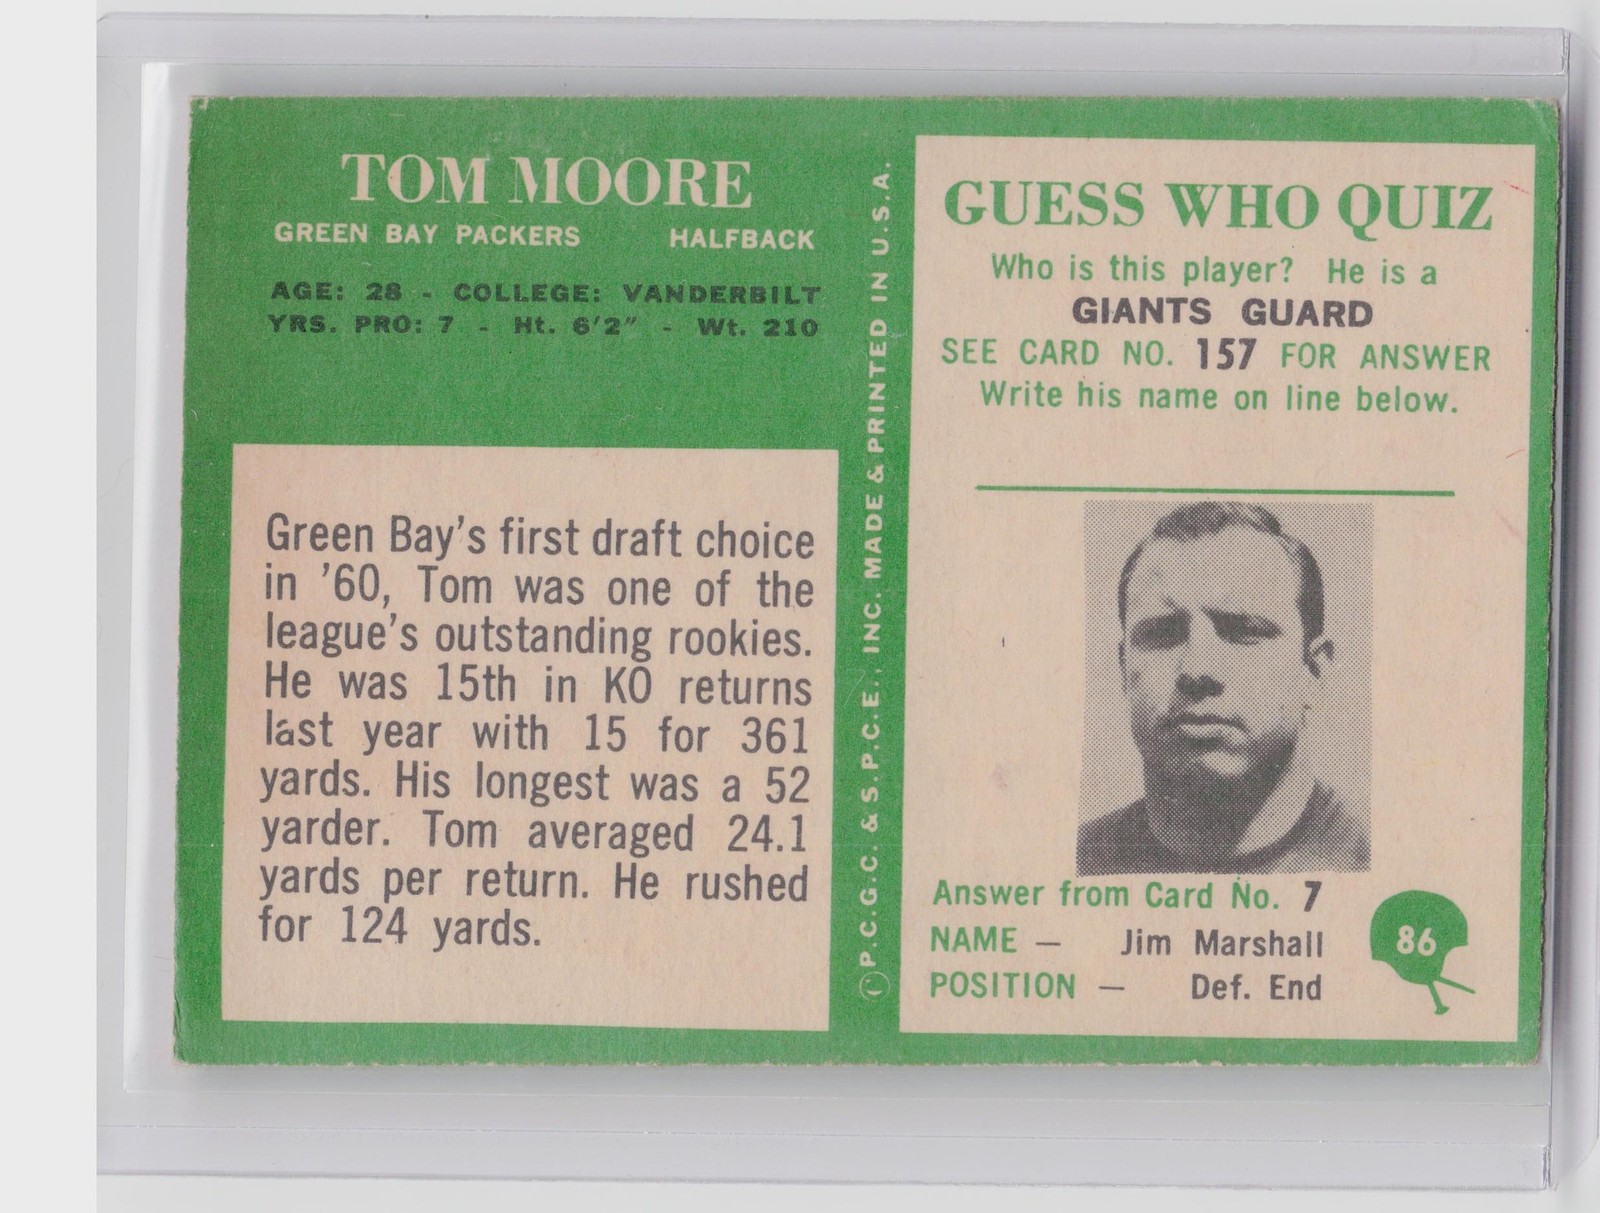 TOM MOORE
GREEN BAY PACKERS HALFBACK
AGE: 28 - COLLEGE: VANDERBILT
YRS. PRO: 7 - Ht. 6'2" - Wt. 210
Green Bay's first draft choice
in '60, Tom was one of the
league's outstanding rookies.
He was 15th in KO returns
last year with 15 for 361
yards. His longest was a 52
yarder. Tom averaged 24.1
yards per return. He rushed
for 124 yards.
©P.C.G.C. & S.P.C.E., INC. MADE & PRINTED IN U.S.A.
GUESS WHO QUIZ
Who is this player? He is a
GIANTS GUARD
SEE CARD NO. 157 FOR ANSWER
Write his name on line below.
Answer from Card No. 7
NAME — Jim Marshall
POSITION — Def. End
86